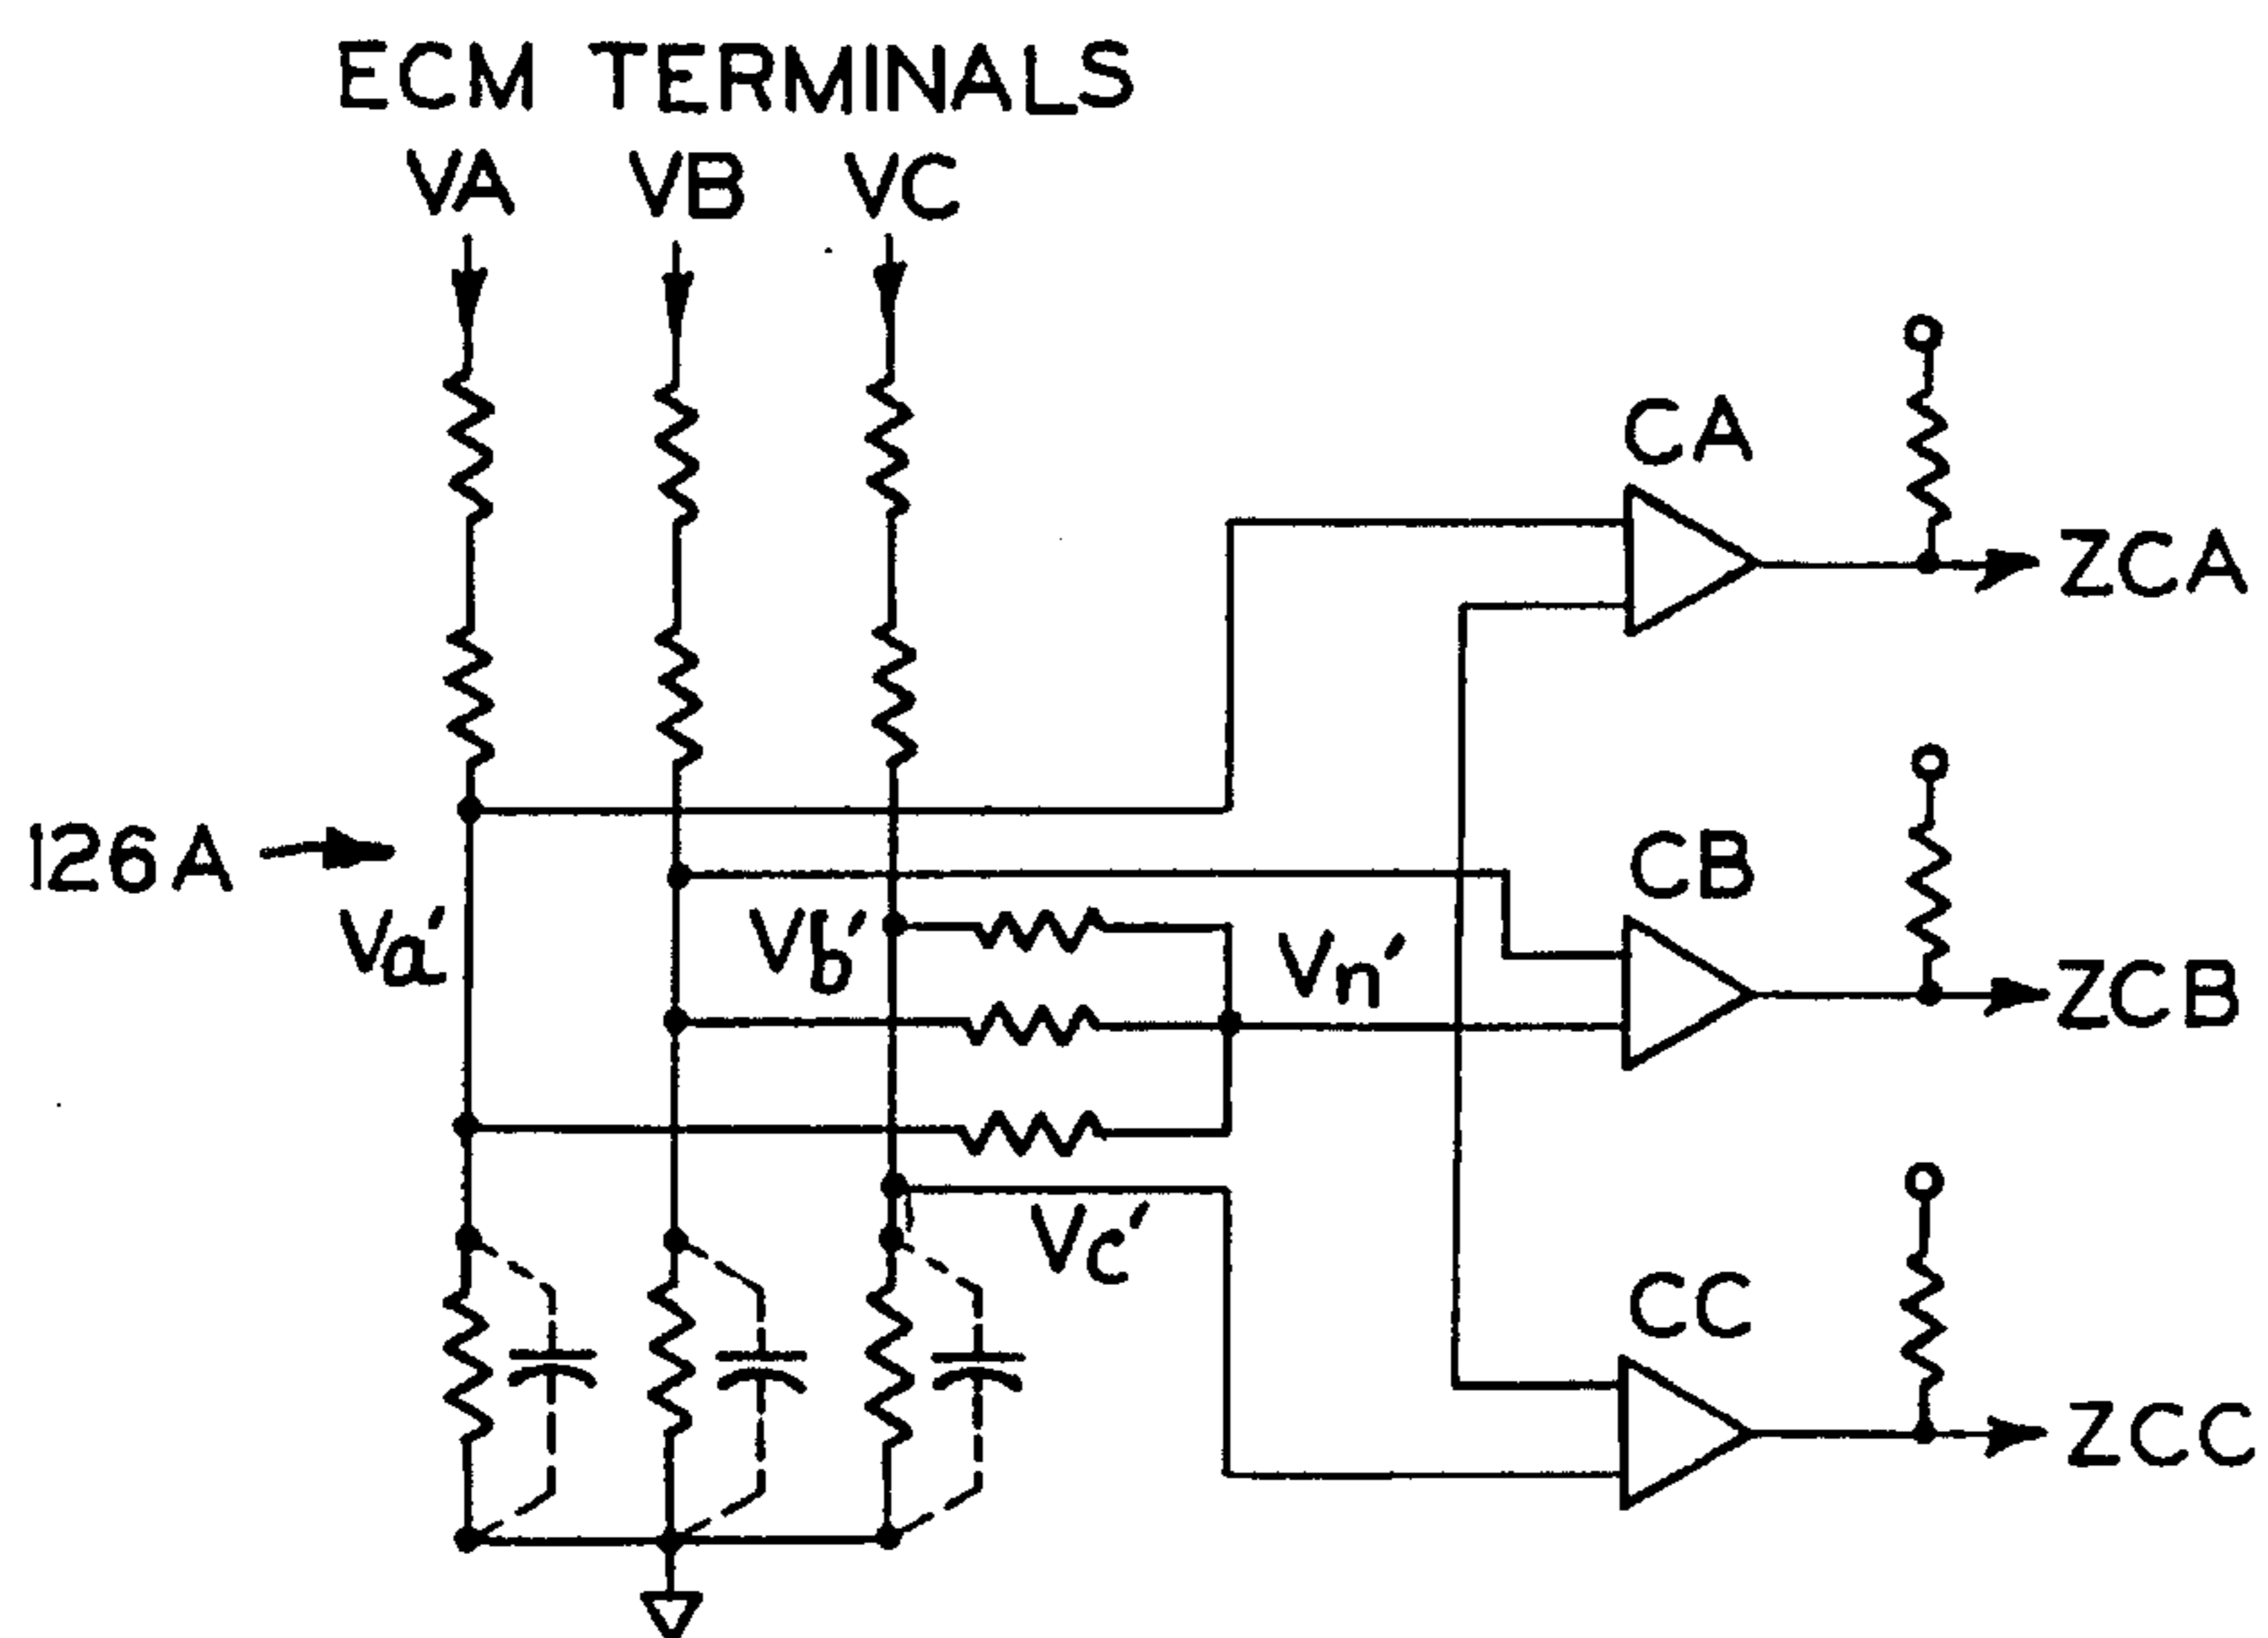 ECM TERMINALS
VA VB VC
CA
ZCA
126A
CB
Va' Vb' Vn'
ZCB
Vc'
CC
ZCC